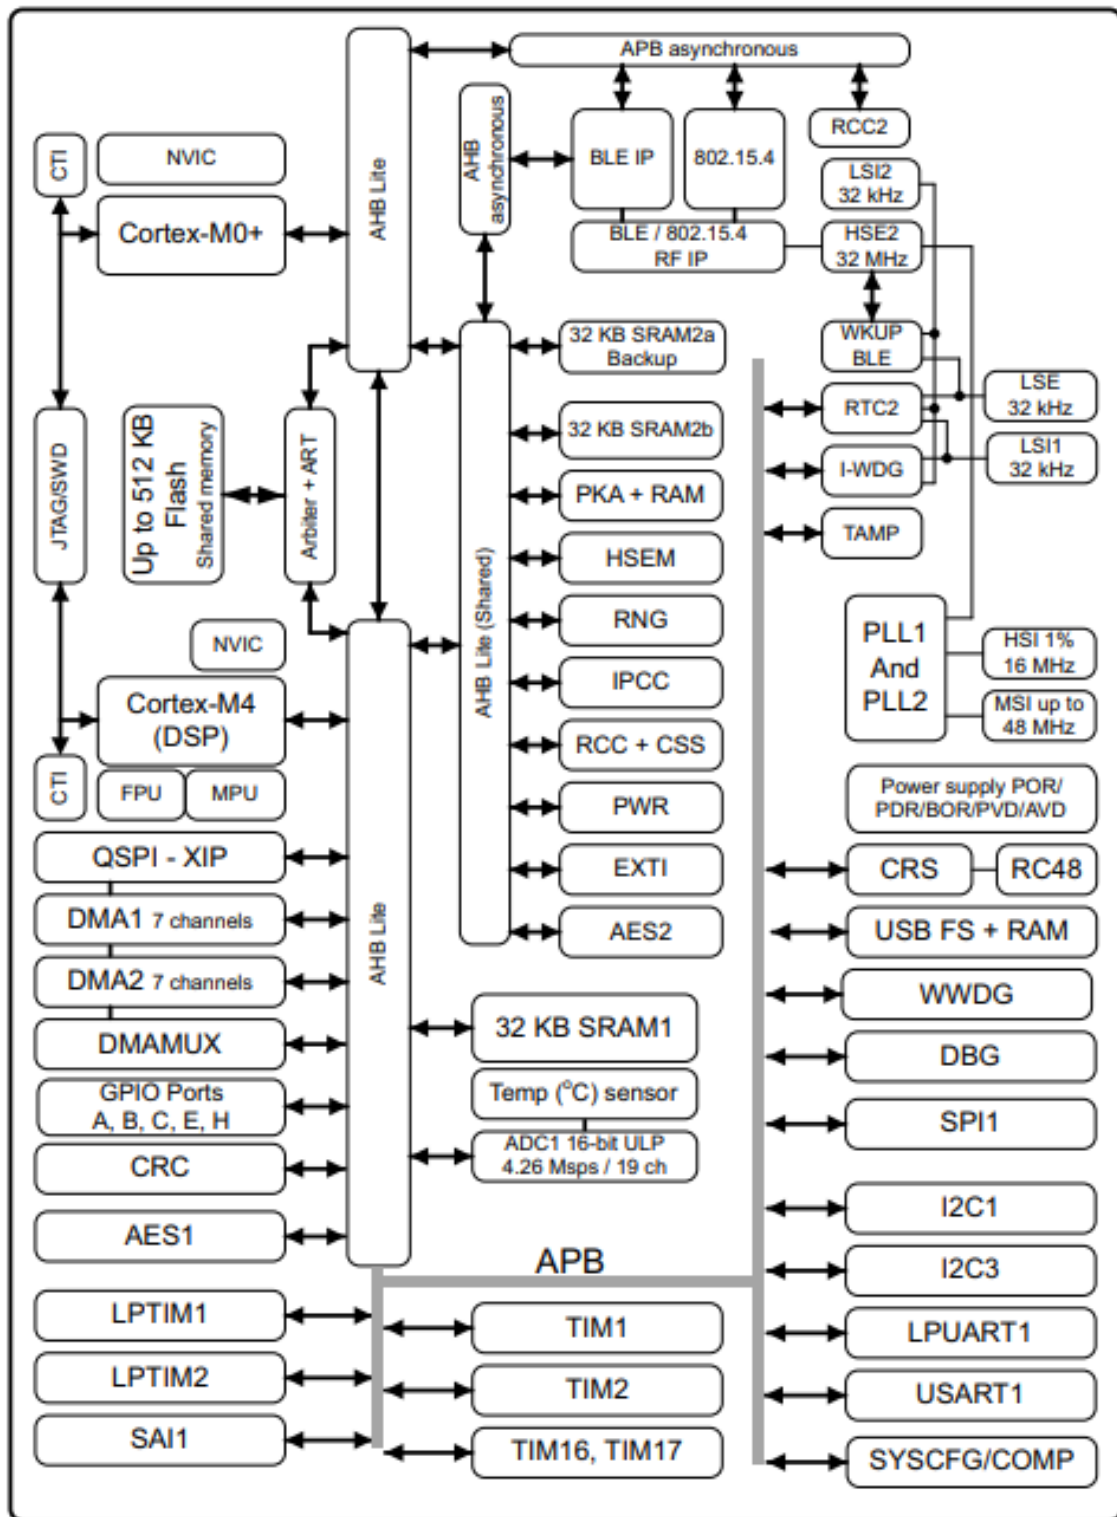 APB asynchronous
AHB Lite
AHB
asynchronous
BLE IP
802.15.4
RCC2
CTI
NVIC
LSI2
32 kHz
Cortex-M0+
BLE / 802.15.4
RF IP
HSE2
32 MHz
32 KB SRAM2a
Backup
WKUP
BLE
LSE
32 kHz
RTC2
JTAG/SWD
Up to 512 KB
Flash
Shared memory
Arbiter + ART
AHB Lite (Shared)
32 KB SRAM2b
LSI1
32 kHz
I-WDG
PKA + RAM
TAMP
HSEM
RNG
PLL1
And
PLL2
HSI 1%
16 MHz
NVIC
IPCC
MSI up to
48 MHz
Cortex-M4
(DSP)
RCC + CSS
CTI
FPU
MPU
PWR
Power supply POR/
PDR/BOR/PVD/AVD
QSPI - XIP
EXTI
CRS
RC48
DMA1 7 channels
AHB Lite
AES2
USB FS + RAM
DMA2 7 channels
WWDG
DMAMUX
32 KB SRAM1
DBG
GPIO Ports
A, B, C, E, H
Temp (°C) sensor
SPI1
CRC
ADC1 16-bit ULP
4.26 Msps / 19 ch
I2C1
AES1
APB
I2C3
LPTIM1
TIM1
LPUART1
LPTIM2
TIM2
USART1
SAI1
TIM16, TIM17
SYSCFG/COMP